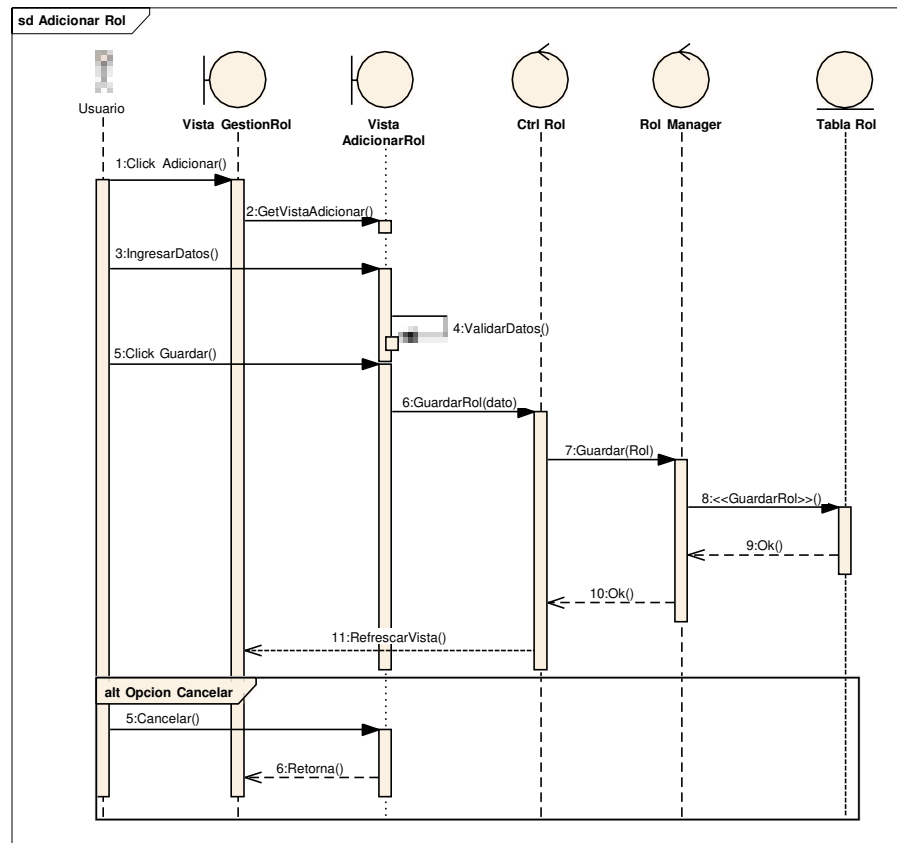 sd Adicionar Rol
Usuario
Vista GestionRol
Vista
AdicionarRol
Ctrl Rol
Rol Manager
Tabla Rol
1:Click Adicionar()
2:GetVistaAdicionar()
3:IngresarDatos()
4:ValidarDatos()
5:Click Guardar()
6:GuardarRol(dato)
7:Guardar(Rol)
8:<<GuardarRol>>()
9:Ok()
10:Ok()
11:RefrescarVista()
alt Opcion Cancelar
5:Cancelar()
6:Retorna()